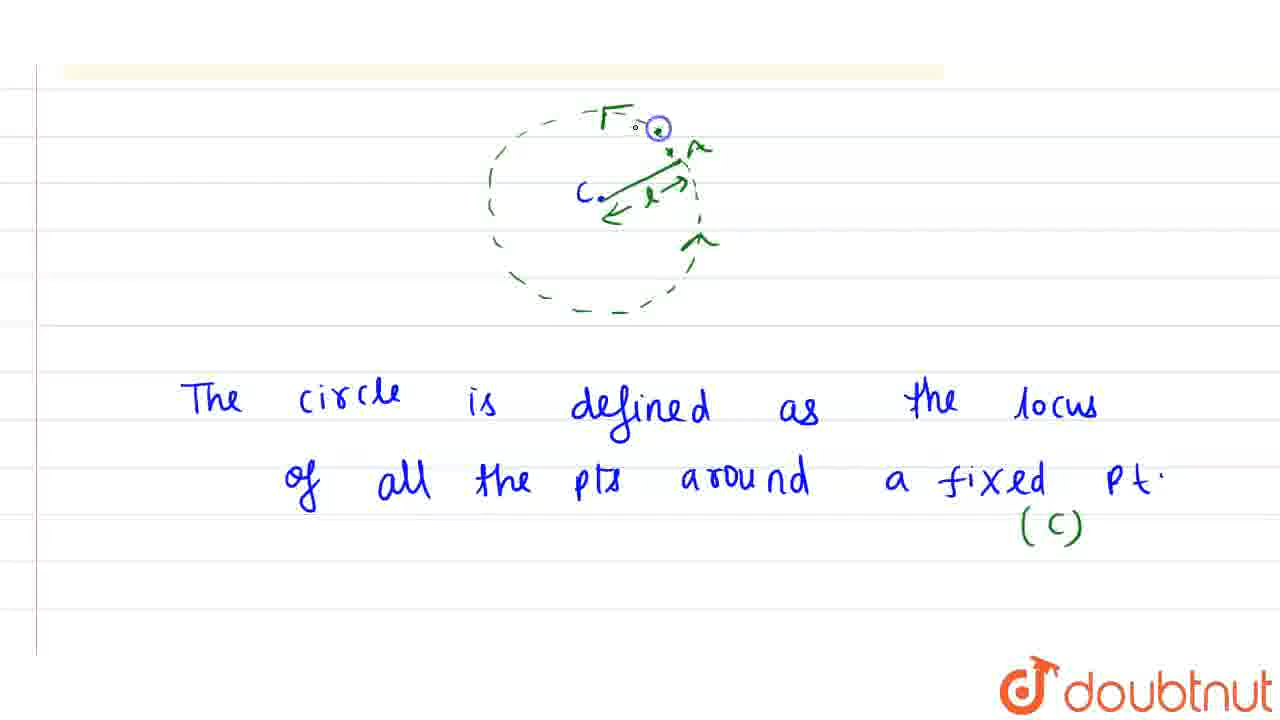 C
l
The circle is defined as the locus
of all the pts around a fixed pt.
(C)
doubtnut